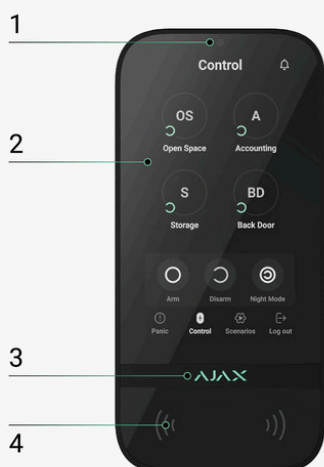 1
Control
2
OS A
Open Space Accounting
S BD
Storage Back Door
Arm Disarm Night Mode
Panic Control Scenarios Log out
3
AJAX
4